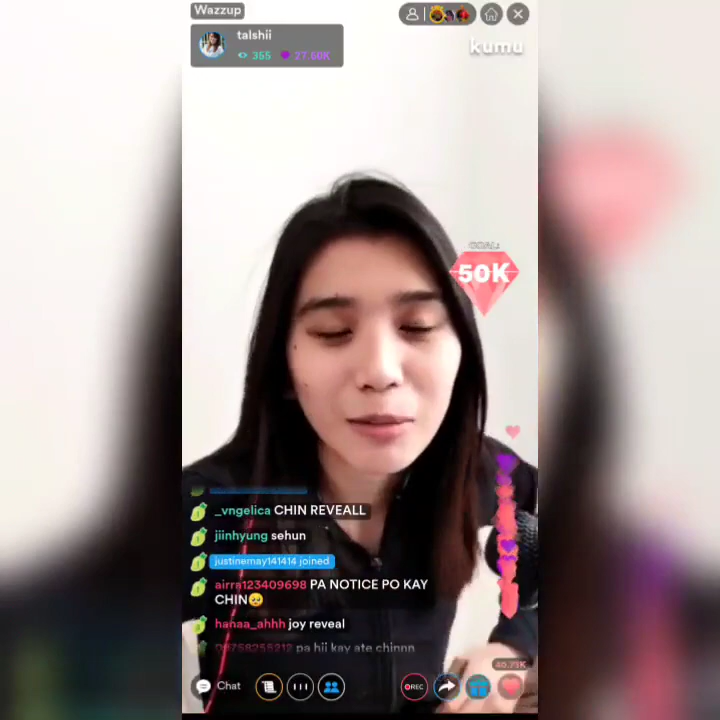 Wazzup
talshii
355 27.60K
kumu
GOAL:
50K
_vngelica CHIN REVEALL
jiinhyung sehun
justinemay141414 joined
airra123409698 PA NOTICE PO KAY
CHIN🥺
hanaa_ahhh joy reveal
pa hii kay ate chinnn
40.73K
Chat
REC